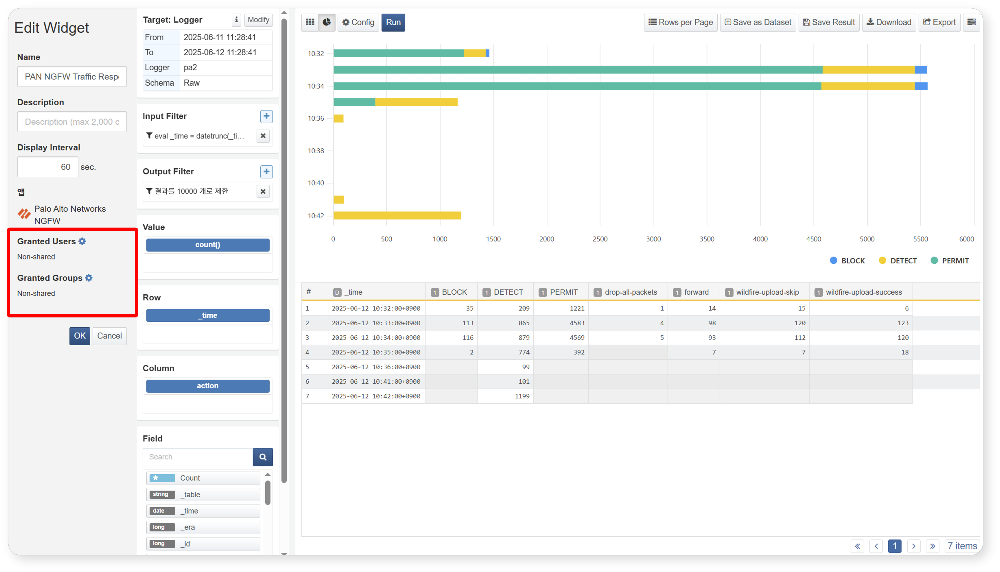 Edit Widget
Name
PAN NGFW Traffic Resp
Description
Description (max 2,000 c
Display Interval
60 sec.
앱
Palo Alto Networks
NGFW
Granted Users
Non-shared
Granted Groups
Non-shared
OK Cancel
Target: Logger i Modify
From 2025-06-11 11:28:41
To 2025-06-12 11:28:41
Logger pa2
Schema Raw
Input Filter
eval _time = datetrunc(_ti...
Output Filter
결과를 10000 개로 제한
Value
count()
Row
_time
Column
action
Field
Search
Count
string _table
date _time
long _era
long _id
Config Run Rows per Page Save as Dataset Save Result Download Export
10:32
10:34
10:36
10:38
10:40
10:42
0 500 1000 1500 2000 2500 3000 3500 4000 4500 5000 5500 6000
BLOCK DETECT PERMIT
# D _time 1 BLOCK 1 DETECT 1 PERMIT 1 drop-all-packets 1 forward 1 wildfire-upload-skip 1 wildfire-upload-success
1 2025-06-12 10:32:00+0900 35 209 1221 1 14 15 6
2 2025-06-12 10:33:00+0900 113 865 4583 4 98 120 123
3 2025-06-12 10:34:00+0900 116 879 4569 5 93 112 120
4 2025-06-12 10:35:00+0900 2 774 392 7 7 18
5 2025-06-12 10:36:00+0900 99
6 2025-06-12 10:41:00+0900 101
7 2025-06-12 10:42:00+0900 1199
« ‹ 1 › » 7 items